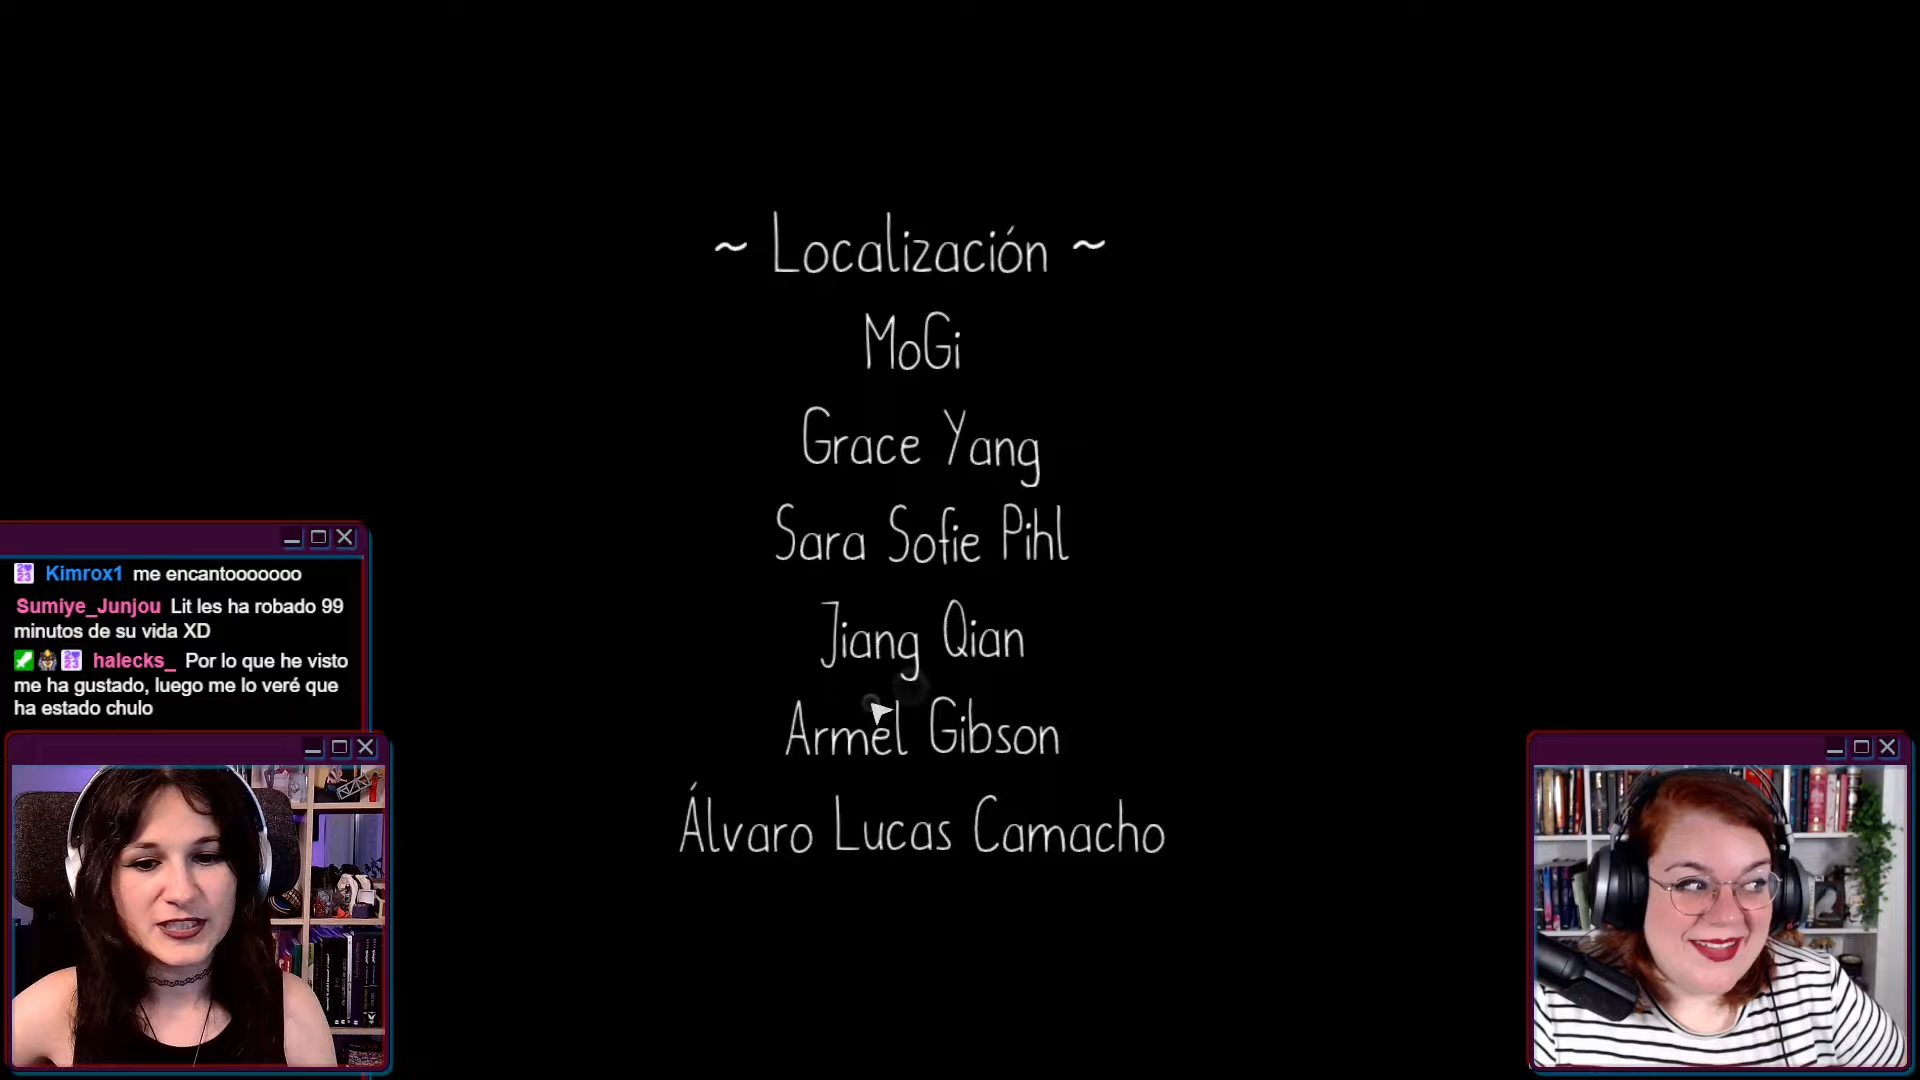 ~ Localización ~
MoGi
Grace Yang
Sara Sofie Pihl
Jiang Qian
Armel Gibson
Álvaro Lucas Camacho
Kimrox1 me encantooooooo
Sumiye_Junjou Lit les ha robado 99
minutos de su vida XD
halecks_ Por lo que he visto
me ha gustado, luego me lo veré que
ha estado chulo